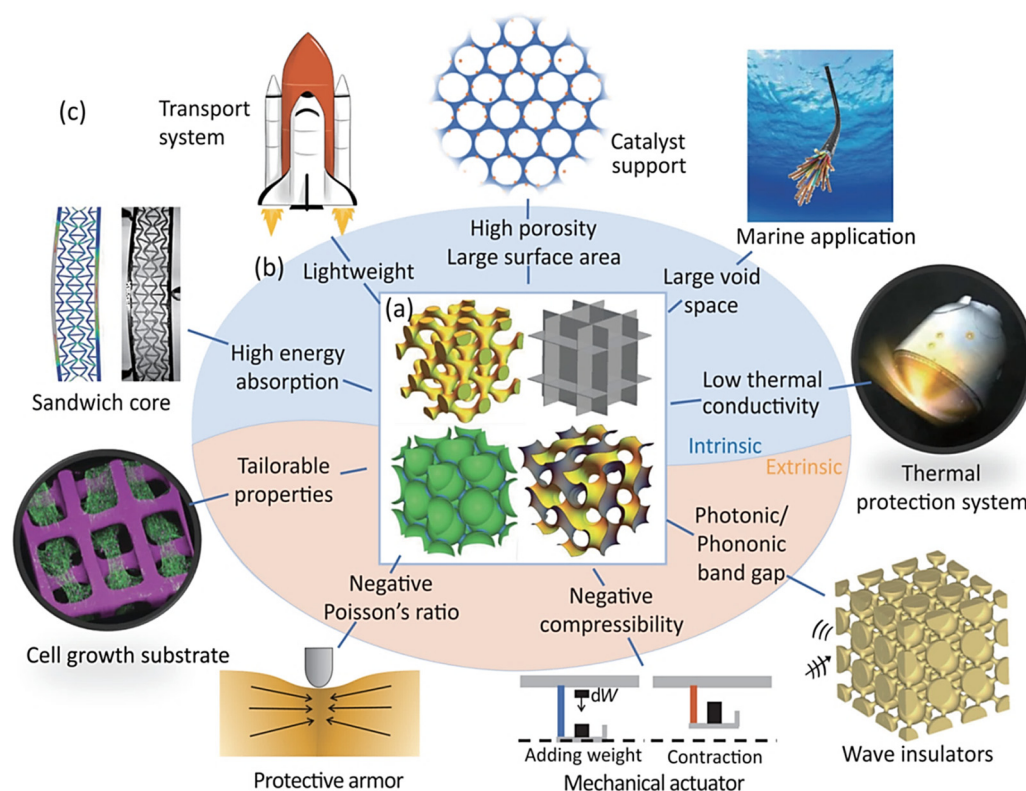 (c)
Transport
system
Catalyst
support
Marine application
(b)
Lightweight
High porosity
Large surface area
Large void
space
(a)
High energy
absorption
Sandwich core
Low thermal
conductivity
Intrinsic
Extrinsic
Thermal
protection system
Tailorable
properties
Photonic/
Phononic
band gap
Negative
Poisson's ratio
Negative
compressibility
Cell growth substrate
dW
Adding weight
Contraction
Protective armor
Mechanical actuator
Wave insulators